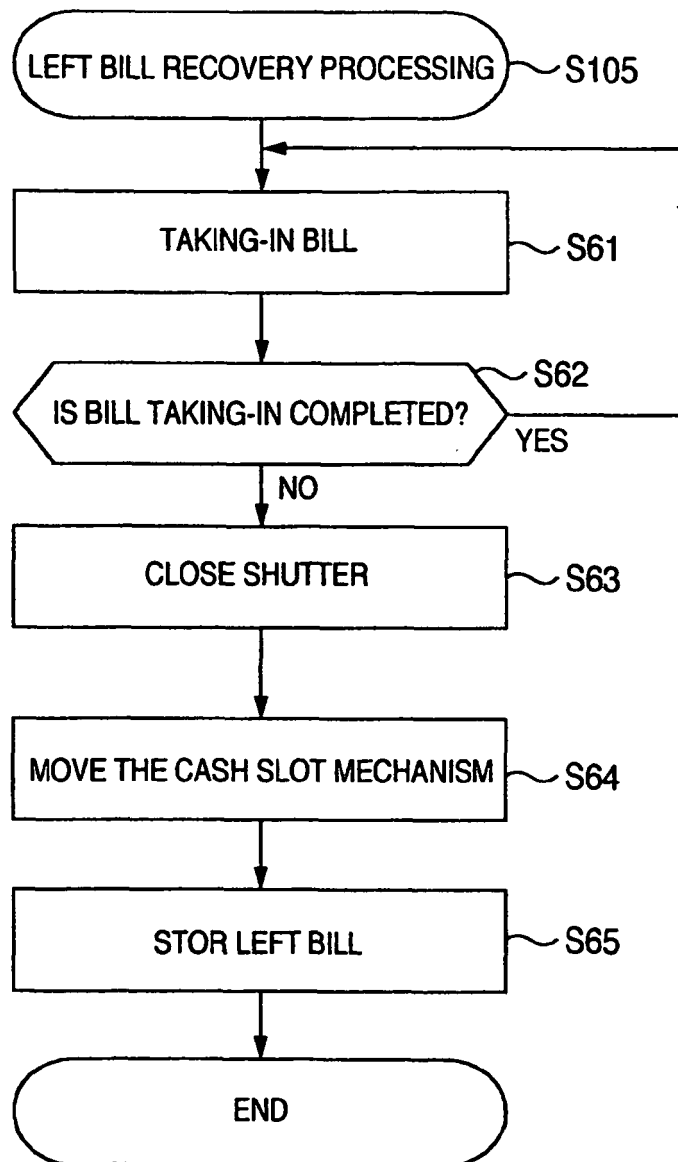 LEFT BILL RECOVERY PROCESSING
S105
TAKING-IN BILL
S61
S62
IS BILL TAKING-IN COMPLETED?
YES
NO
CLOSE SHUTTER
S63
MOVE THE CASH SLOT MECHANISM
S64
STOR LEFT BILL
S65
END